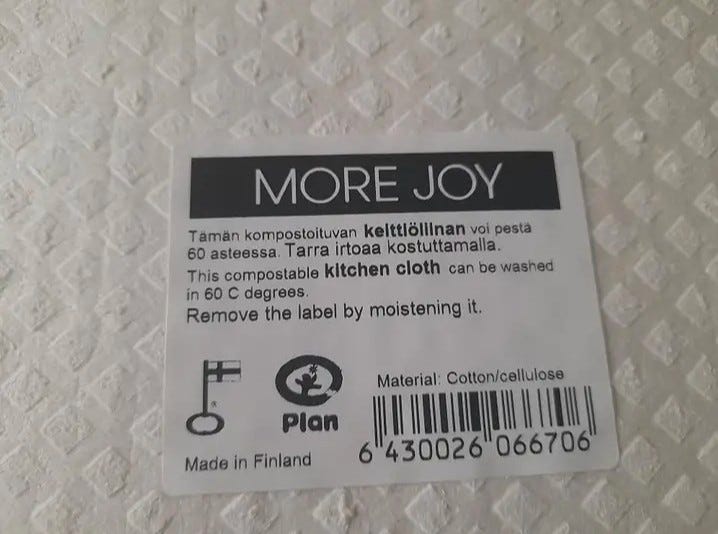 MORE JOY
Tämän kompostoituvan keittiöliinan voi pestä
60 asteessa. Tarra irtoaa kostuttamalla.
This compostable kitchen cloth can be washed
in 60 C degrees.
Remove the label by moistening it.
Material: Cotton/cellulose
Plan
Made in Finland
6 430026 066706